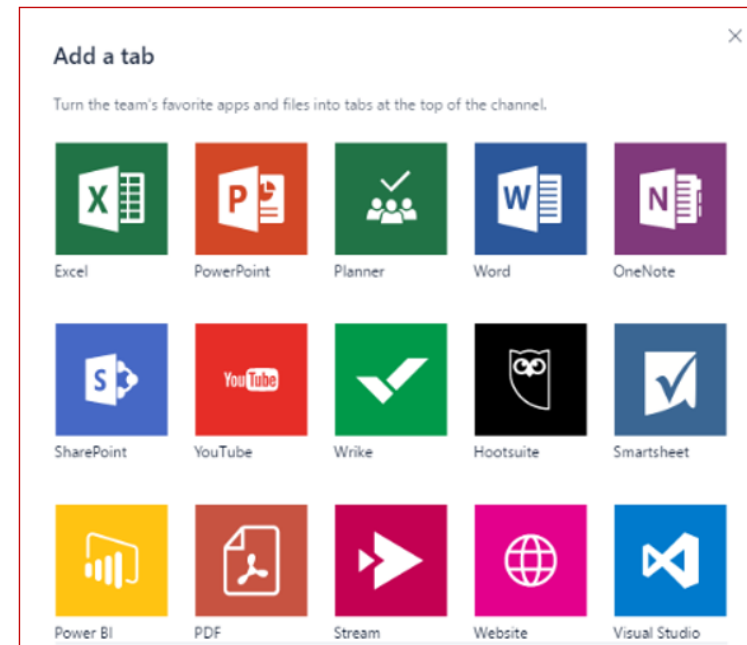 Add a tab
Turn the team's favorite apps and files into tabs at the top of the channel.
X
P
W
N
Excel
PowerPoint
Planner
Word
OneNote
S
YouTube
SharePoint
YouTube
Wrike
Hootsuite
Smartsheet
Power BI
PDF
Stream
Website
Visual Studio